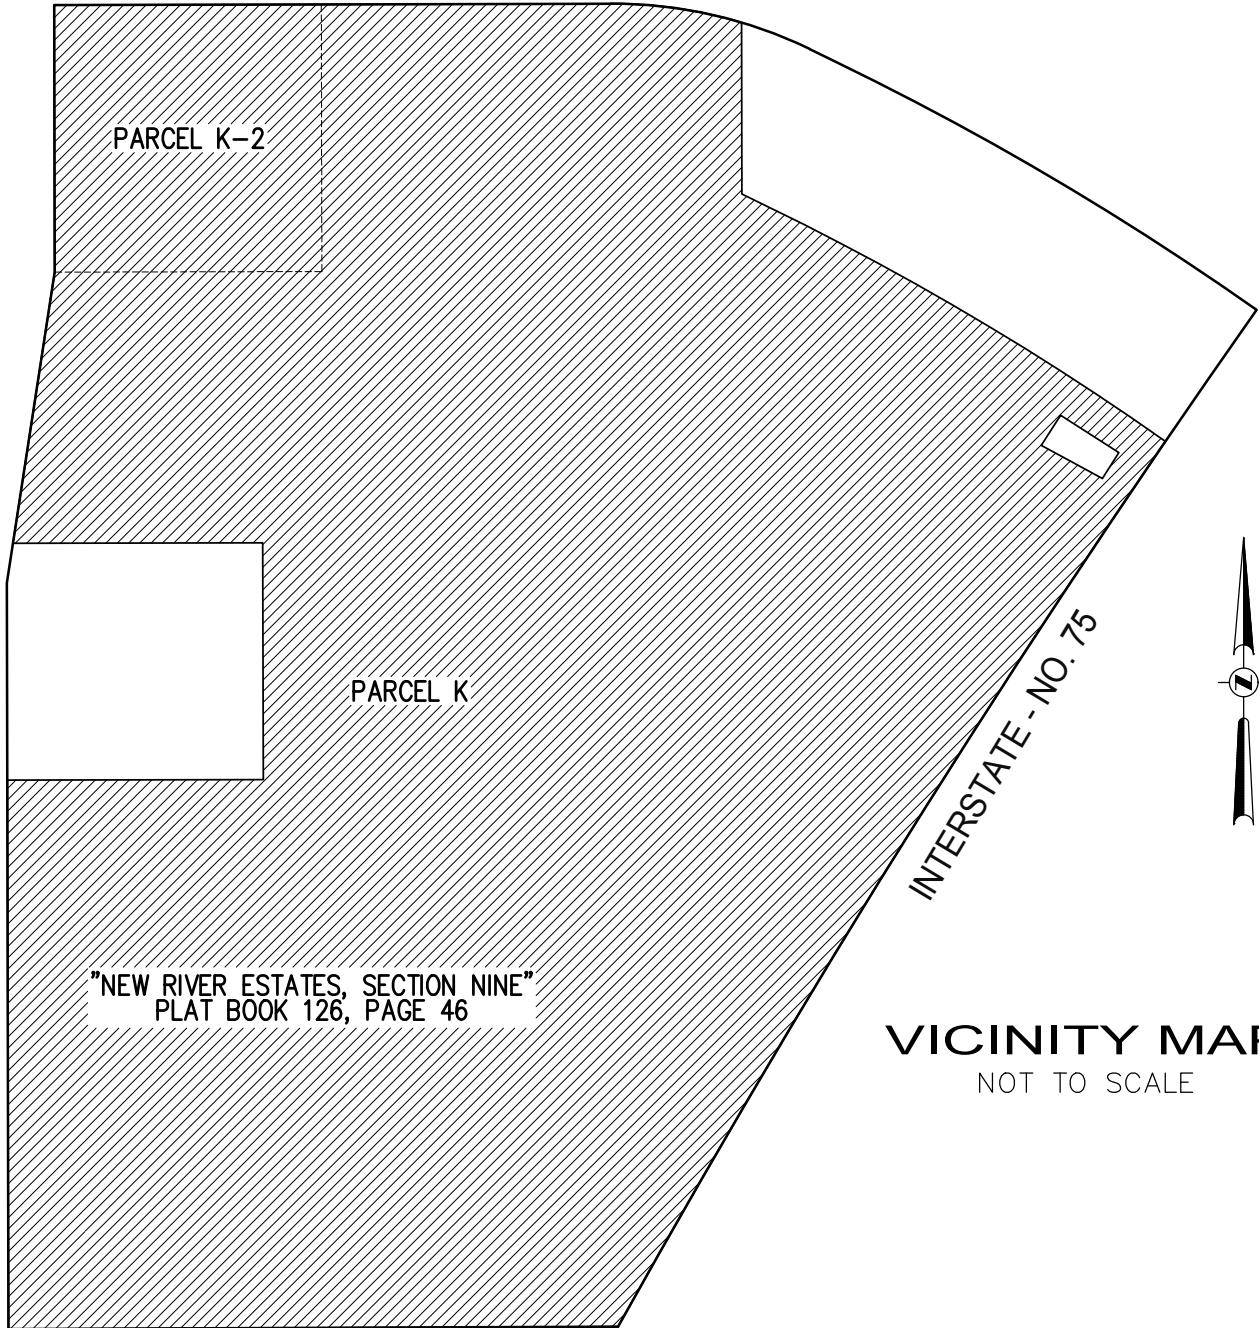 PARCEL K-2
PARCEL K
INTERSTATE - NO. 75
"NEW RIVER ESTATES, SECTION NINE"
PLAT BOOK 126, PAGE 46
VICINITY MAP
NOT TO SCALE
N